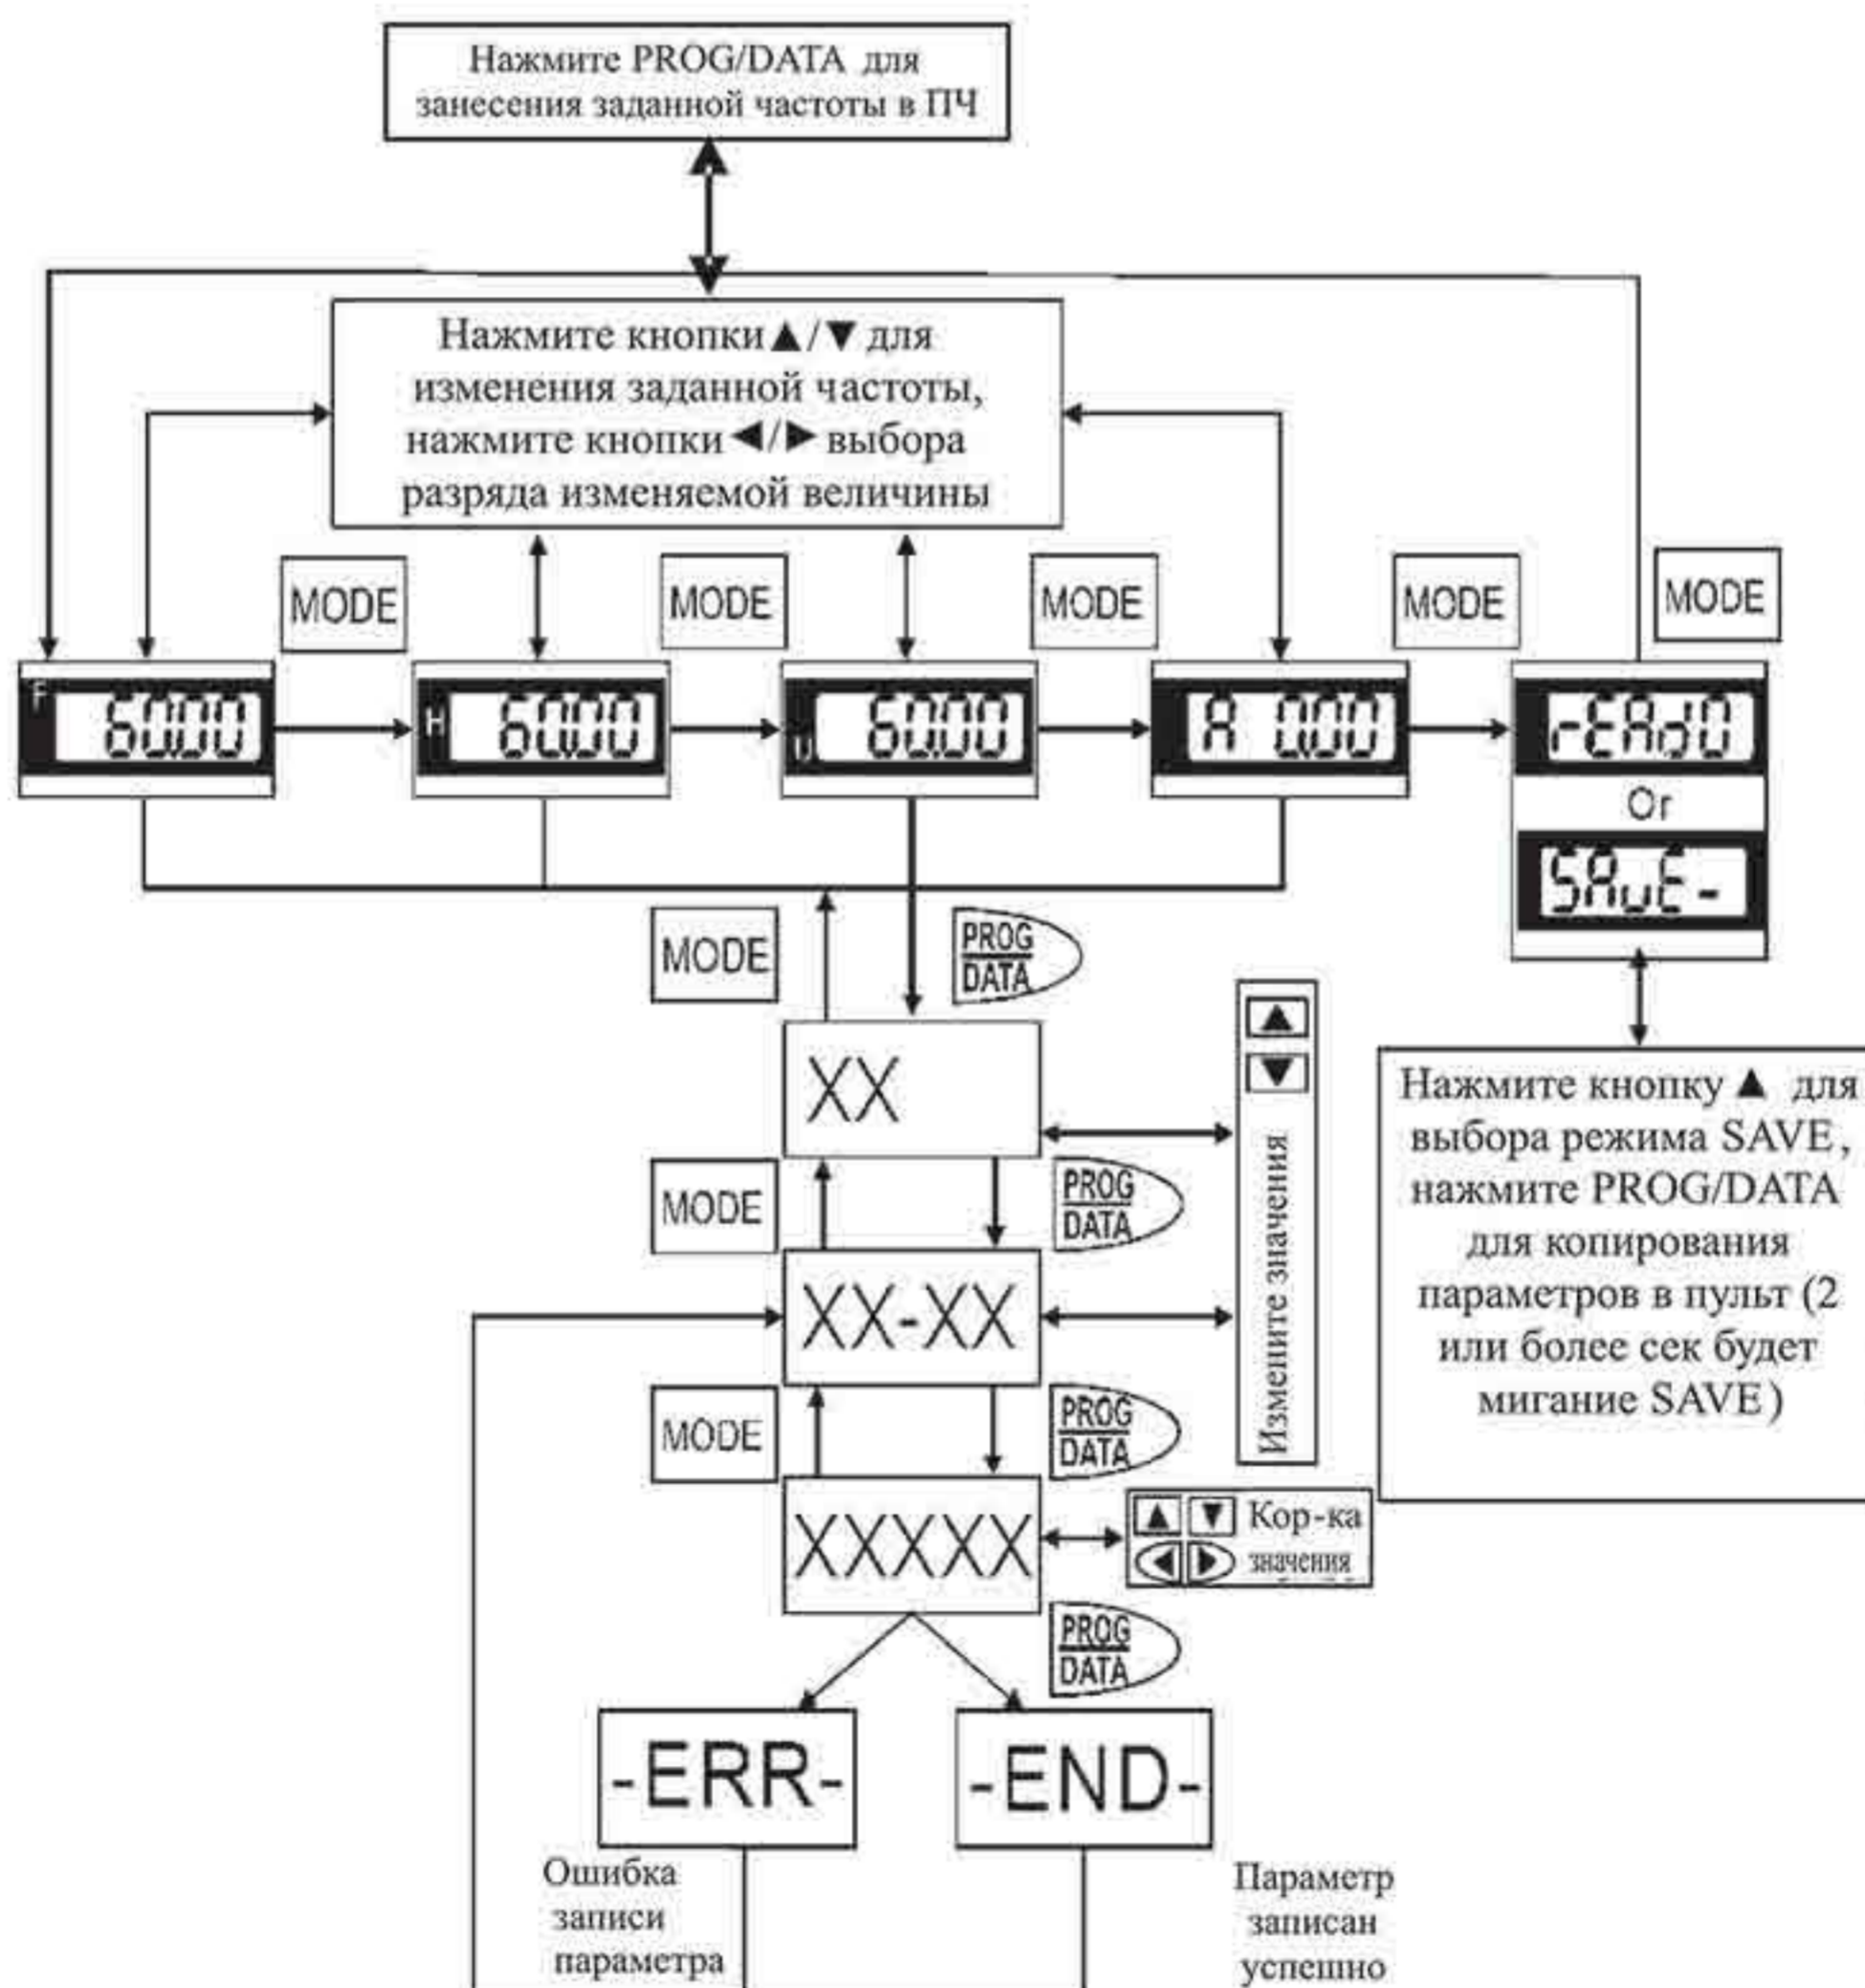 Нажмите PROG/DATA для
занесения заданной частоты в ПЧ
Нажмите кнопки ▲/▼ для
изменения заданной частоты,
нажмите кнопки ◀/▶ выбора
разряда изменяемой величины
MODE
MODE
MODE
MODE
MODE
F 60.00
H 60.00
U 60.00
A 0.00
rEAd0
Or
SAvE-
MODE
PROG
DATA
XX
▲
▼
Измените значения
Нажмите кнопку ▲ для
выбора режима SAVE,
нажмите PROG/DATA
для копирования
параметров в пульт (2
или более сек будет
мигание SAVE)
MODE
PROG
DATA
XX-XX
MODE
PROG
DATA
XXXXX
▲ ▼ Кор-ка
◀ ▶ значения
PROG
DATA
-ERR-
-END-
Ошибка
записи
параметра
Параметр
записан
успешно